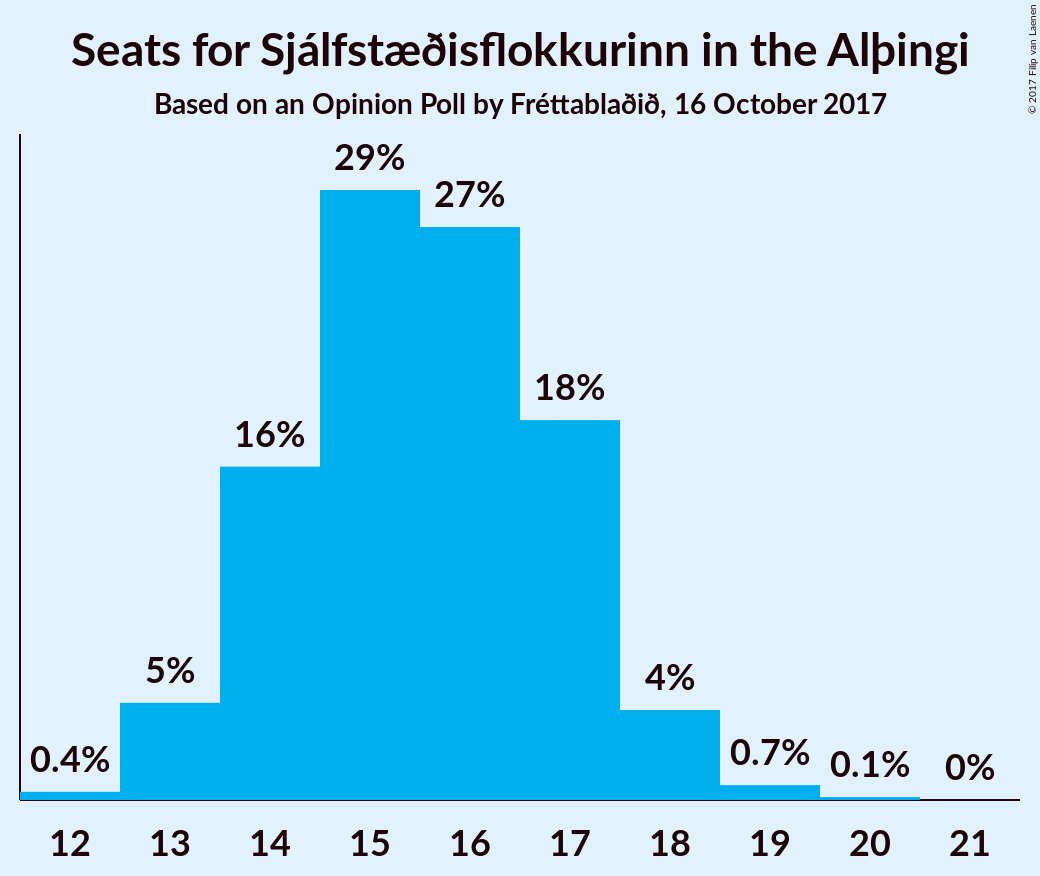 Seats for Sjálfstæðisflokkurinn in the Alþingi
Based on an Opinion Poll by Fréttablaðið, 16 October 2017
© 2017 Filip van Laenen
29%
27%
18%
16%
5%
4%
0.4%
0.7%
0.1%
0%
12 13 14 15 16 17 18 19 20 21